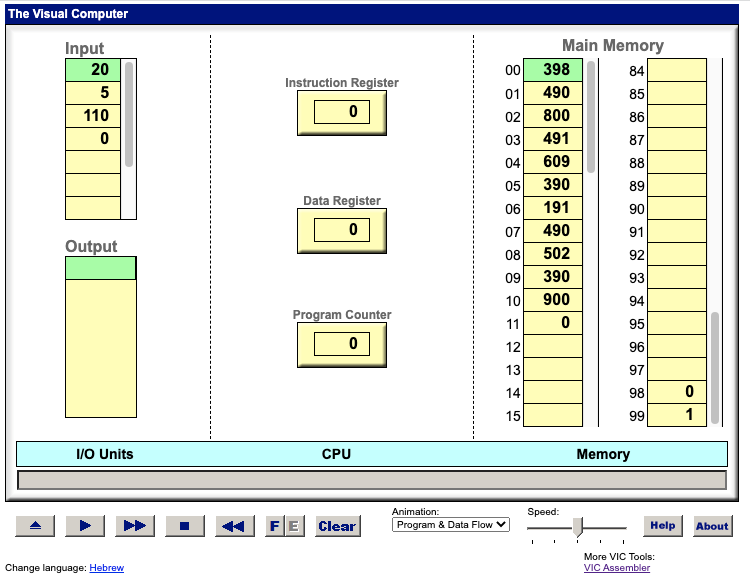 The Visual Computer
Input
20
5
110
0
Output
Instruction Register
0
Data Register
0
Program Counter
0
Main Memory
00 398
01 490
02 800
03 491
04 609
05 390
06 191
07 490
08 502
09 390
10 900
11 0
12
13
14
15
84
85
86
87
88
89
90
91
92
93
94
95
96
97
98 0
99 1
I/O Units CPU Memory
F E Clear
Animation:
Program & Data Flow
Speed:
Help About
More VIC Tools:
Change language: Hebrew VIC Assembler